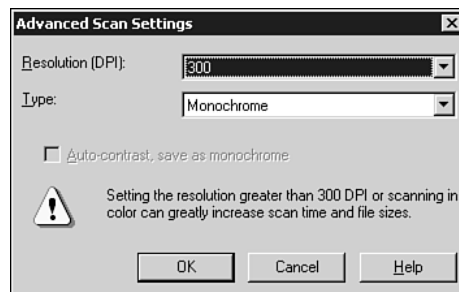 Advanced Scan Settings
Resolution (DPI):
300
Type:
Monochrome
Auto-contrast, save as monochrome
Setting the resolution greater than 300 DPI or scanning in
color can greatly increase scan time and file sizes.
OK Cancel Help